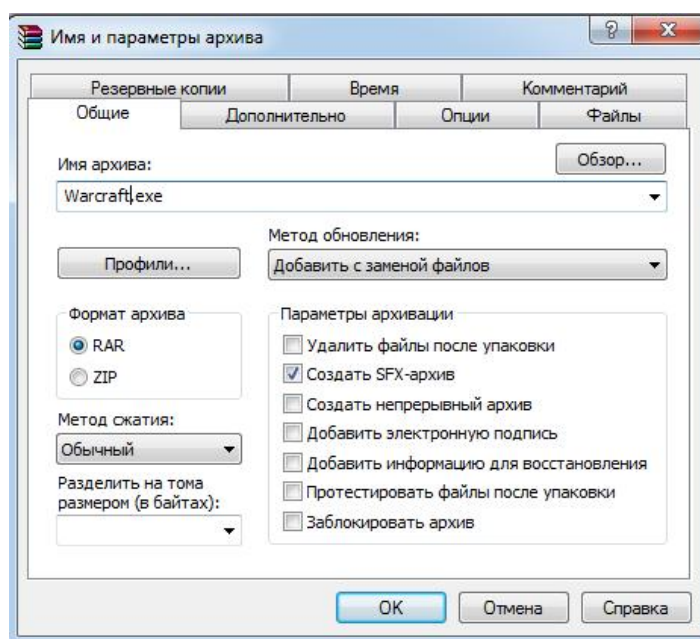 Имя и параметры архива
Резервные копии Время Комментарий
Общие Дополнительно Опции Файлы
Имя архива:
Обзор...
Warcraft.exe
Метод обновления:
Профили...
Добавить с заменой файлов
Формат архива
RAR
ZIP
Метод сжатия:
Обычный
Разделить на тома
размером (в байтах):
Параметры архивации
Удалить файлы после упаковки
Создать SFX-архив
Создать непрерывный архив
Добавить электронную подпись
Добавить информацию для восстановления
Протестировать файлы после упаковки
Заблокировать архив
OK Отмена Справка